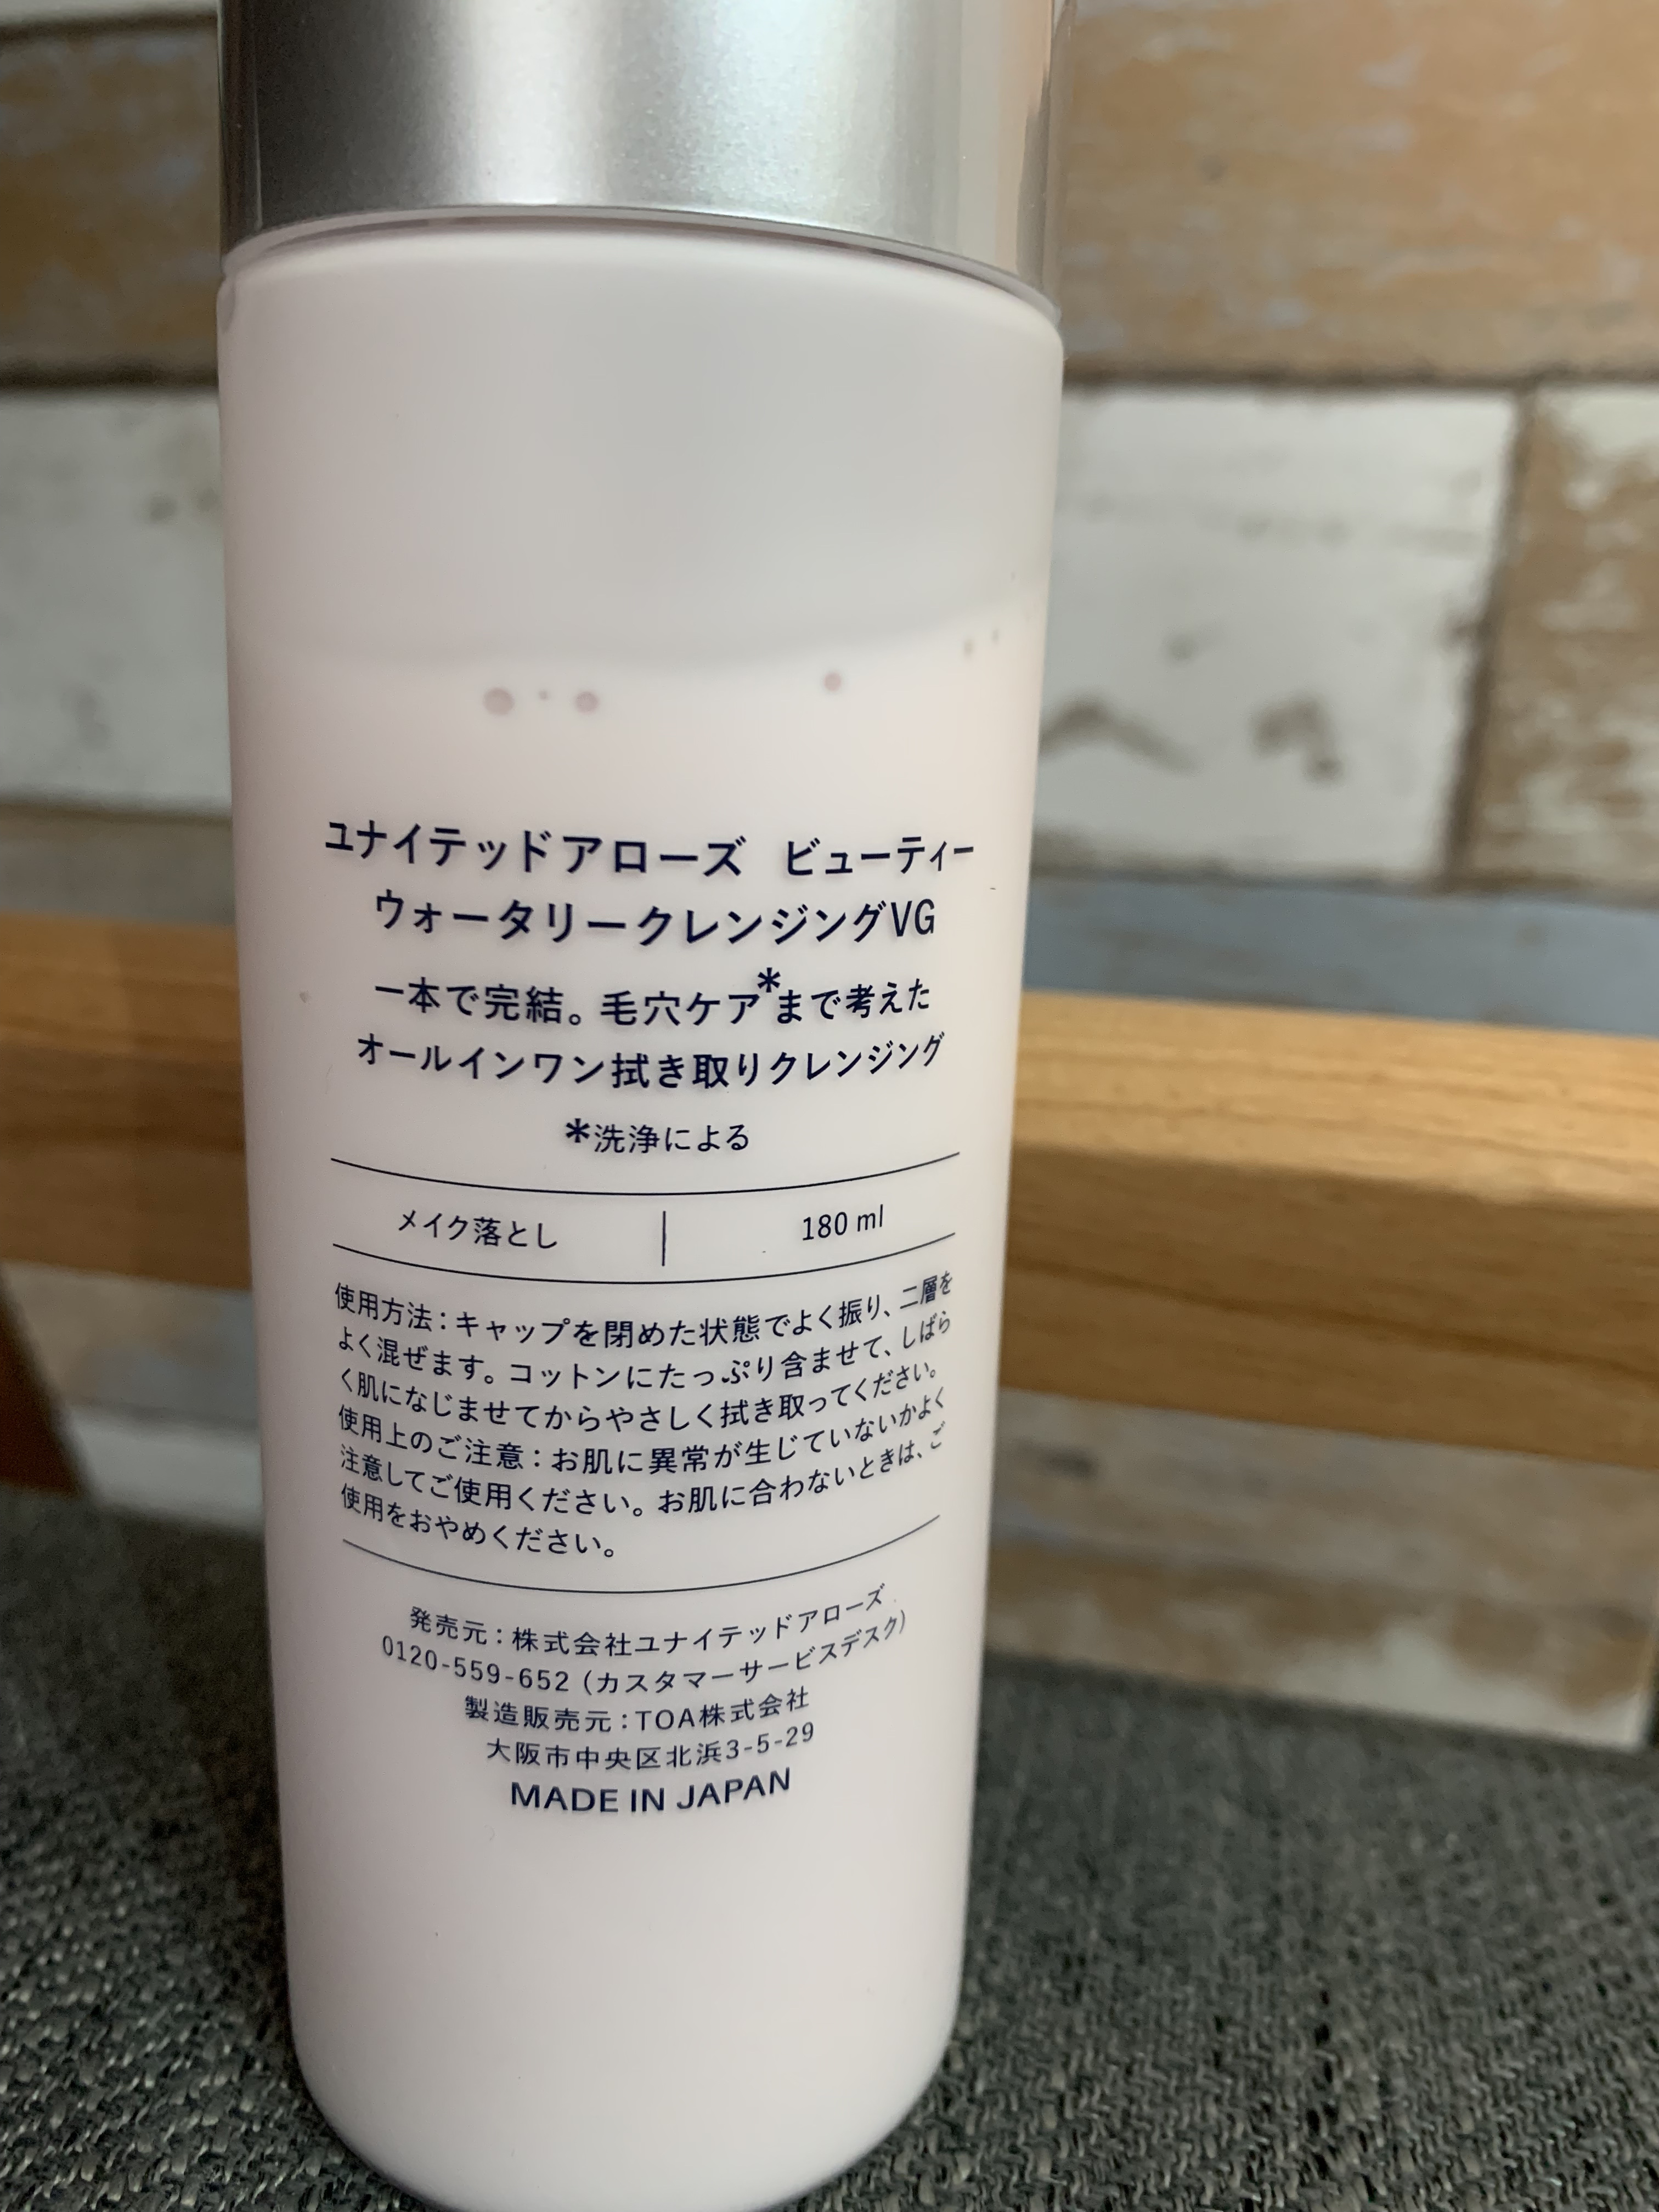 ユナイテッドアローズ ビューティー
ウォータリークレンジングVG
一本で完結。毛穴ケア*まで考えた
オールインワン拭き取りクレンジング
*洗浄による
メイク落とし | 180 ml
使用方法：キャップを閉めた状態でよく振り、二層を
よく混ぜます。コットンにたっぷり含ませて、しばら
く肌になじませてからやさしく拭き取ってください。
使用上のご注意：お肌に異常が生じていないかよく
注意してご使用ください。お肌に合わないときは、ご
使用をおやめください。
発売元：株式会社ユナイテッドアローズ
0120-559-652 (カスタマーサービスデスク)
製造販売元：TOA株式会社
大阪市中央区北浜3-5-29
MADE IN JAPAN